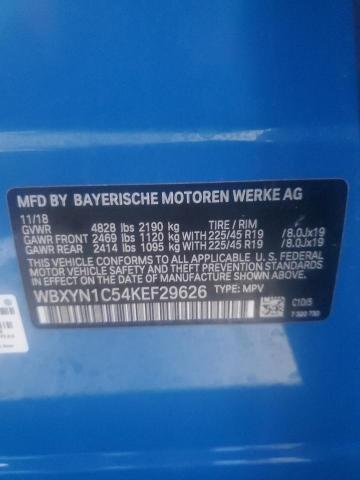 MFD BY BAYERISCHE MOTOREN WERKE AG
11/18
GVWR 4828 lbs 2190 kg TIRE / RIM
GAWR FRONT 2469 lbs 1120 kg WITH 225/45 R19 / 8.0Jx19
GAWR REAR 2414 lbs 1095 kg WITH 225/45 R19 / 8.0Jx19
THIS VEHICLE CONFORMS TO ALL APPLICABLE U. S. FEDERAL
MOTOR VEHICLE SAFETY, BUMPER, AND THEFT PREVENTION
STANDARDS IN EFFECT ON THE DATE OF MANUFACTURE SHOWN ABOVE.
WBXYN1C54KEF29626 TYPE: MPV
C10/5